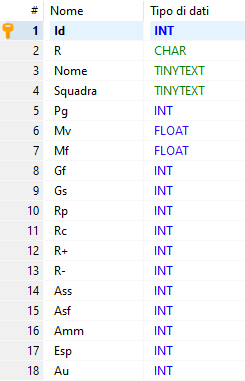 # Nome Tipo di dati
1 Id INT
2 R CHAR
3 Nome TINYTEXT
4 Squadra TINYTEXT
5 Pg INT
6 Mv FLOAT
7 Mf FLOAT
8 Gf INT
9 Gs INT
10 Rp INT
11 Rc INT
12 R+ INT
13 R- INT
14 Ass INT
15 Asf INT
16 Amm INT
17 Esp INT
18 Au INT